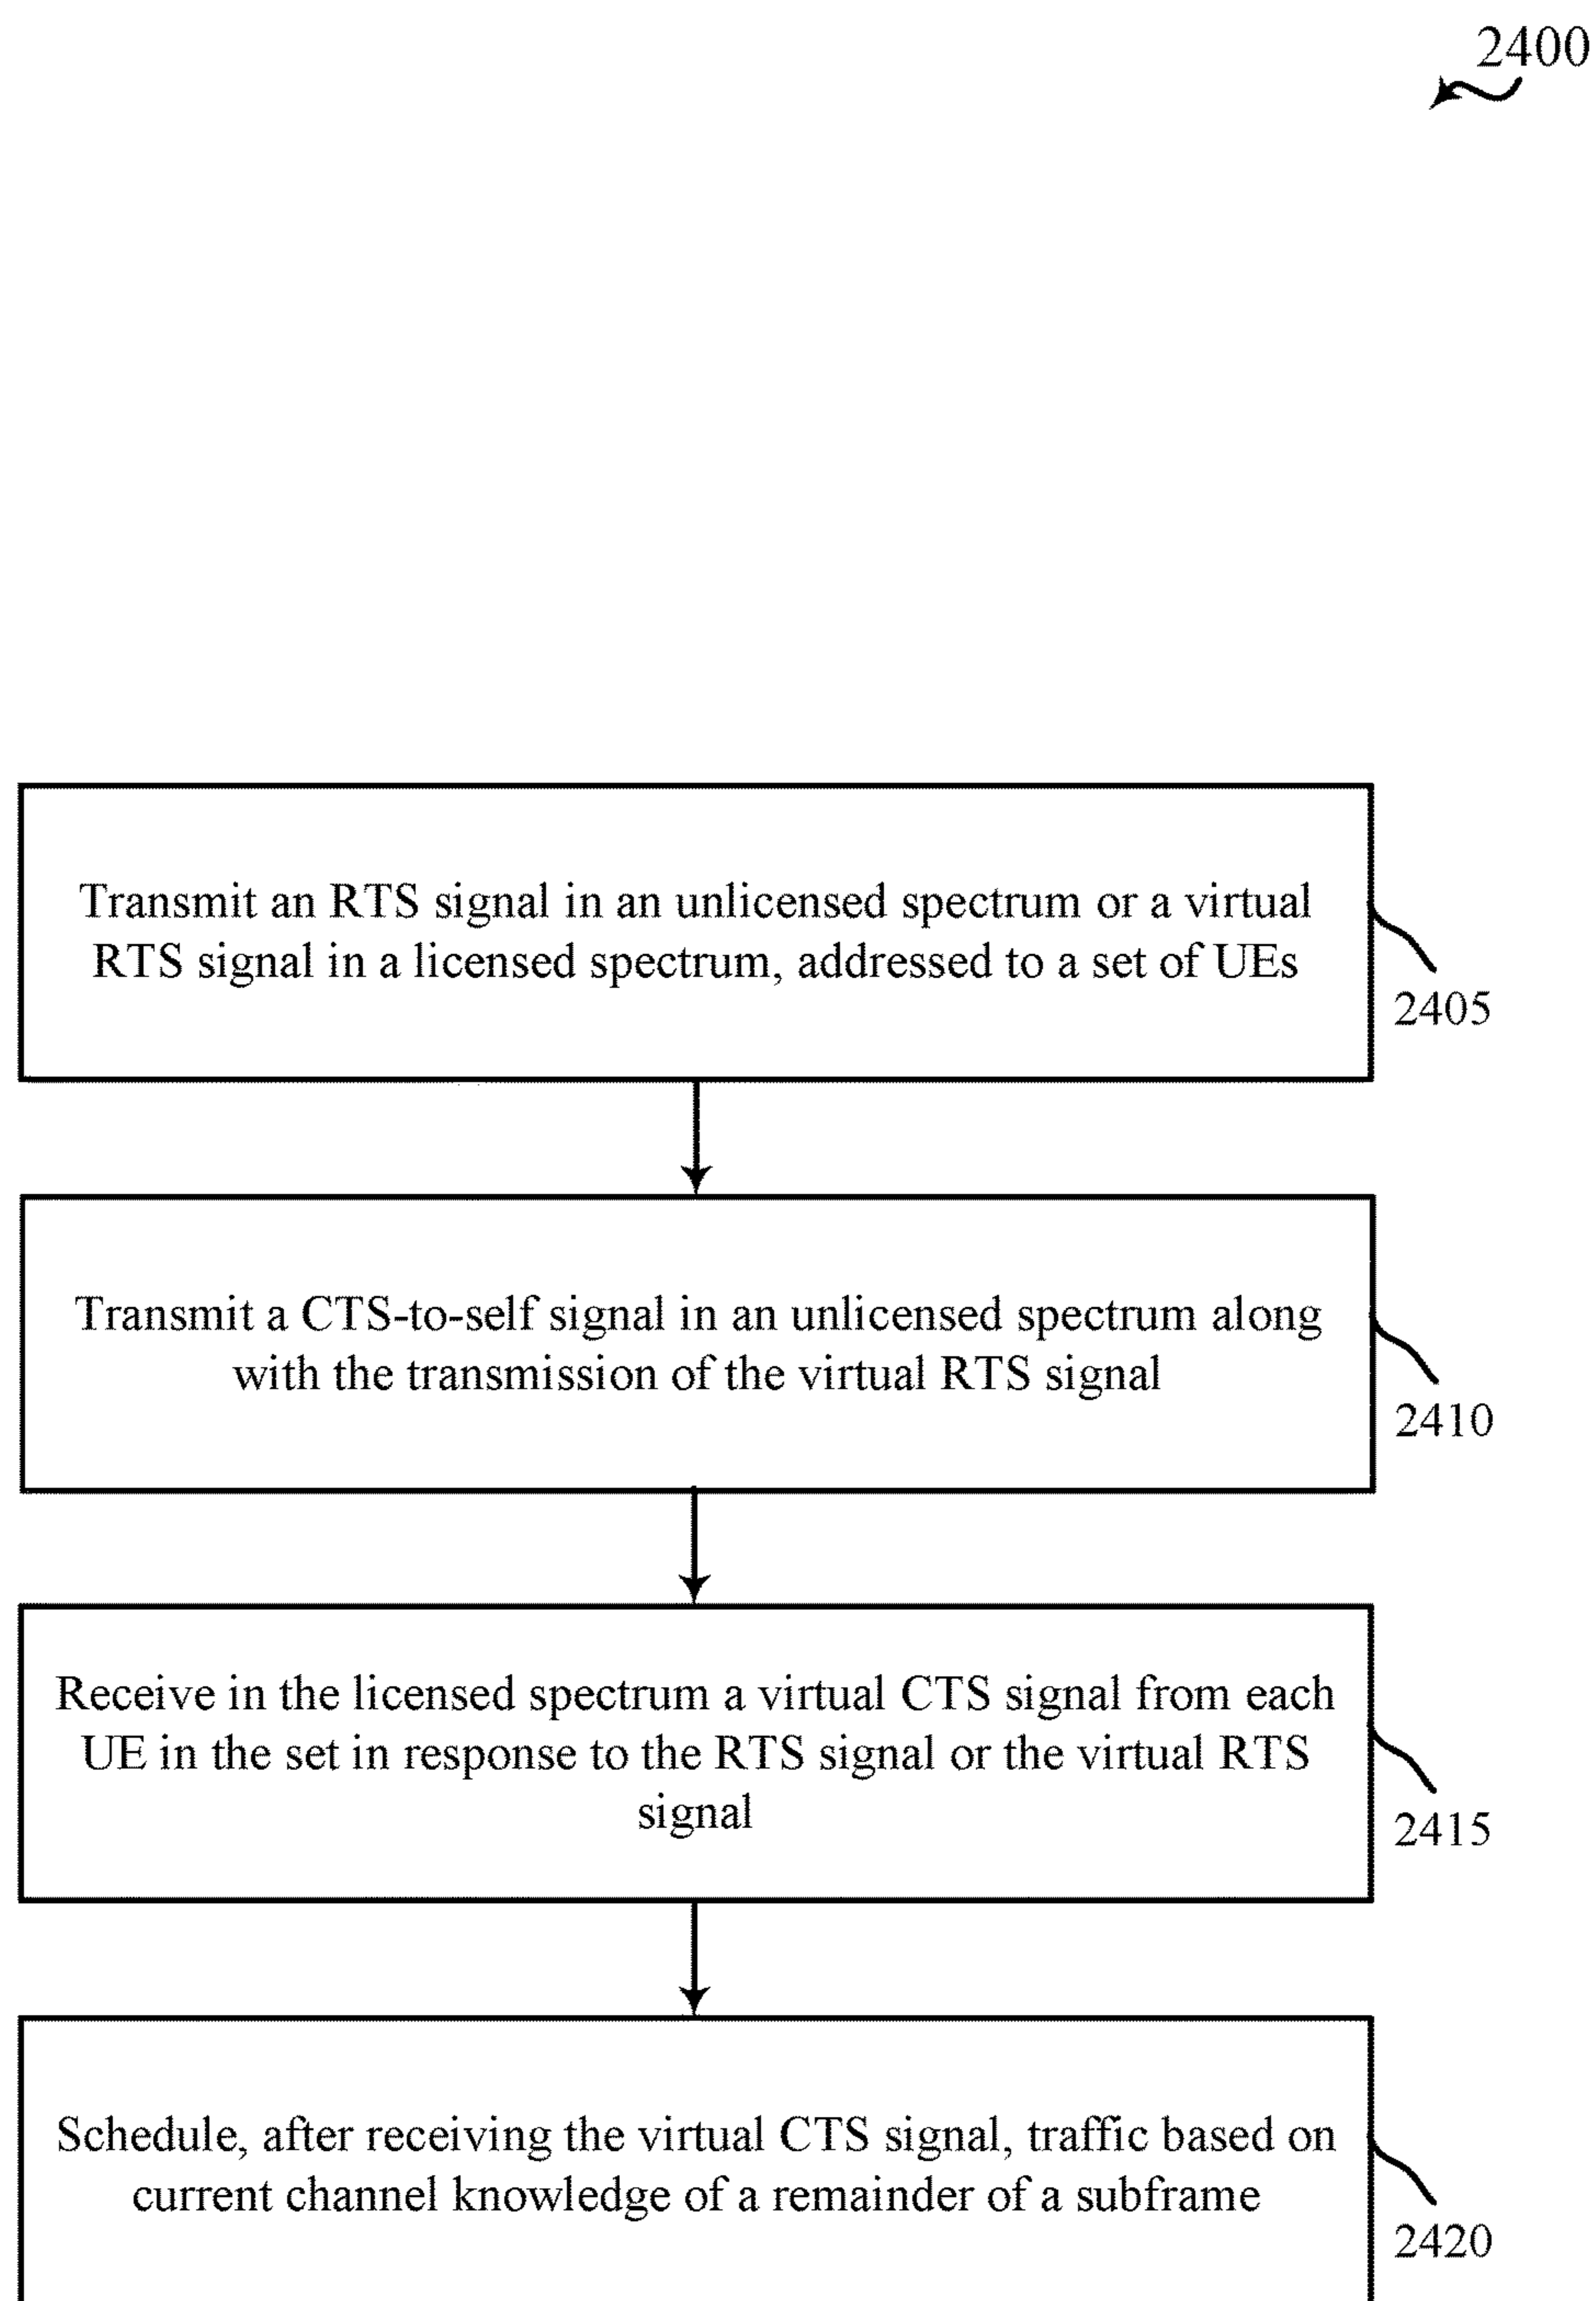 2400
Transmit an RTS signal in an unlicensed spectrum or a virtual
RTS signal in a licensed spectrum, addressed to a set of UEs
2405
Transmit a CTS-to-self signal in an unlicensed spectrum along
with the transmission of the virtual RTS signal
2410
Receive in the licensed spectrum a virtual CTS signal from each
UE in the set in response to the RTS signal or the virtual RTS
signal
2415
Schedule, after receiving the virtual CTS signal, traffic based on
current channel knowledge of a remainder of a subframe
2420